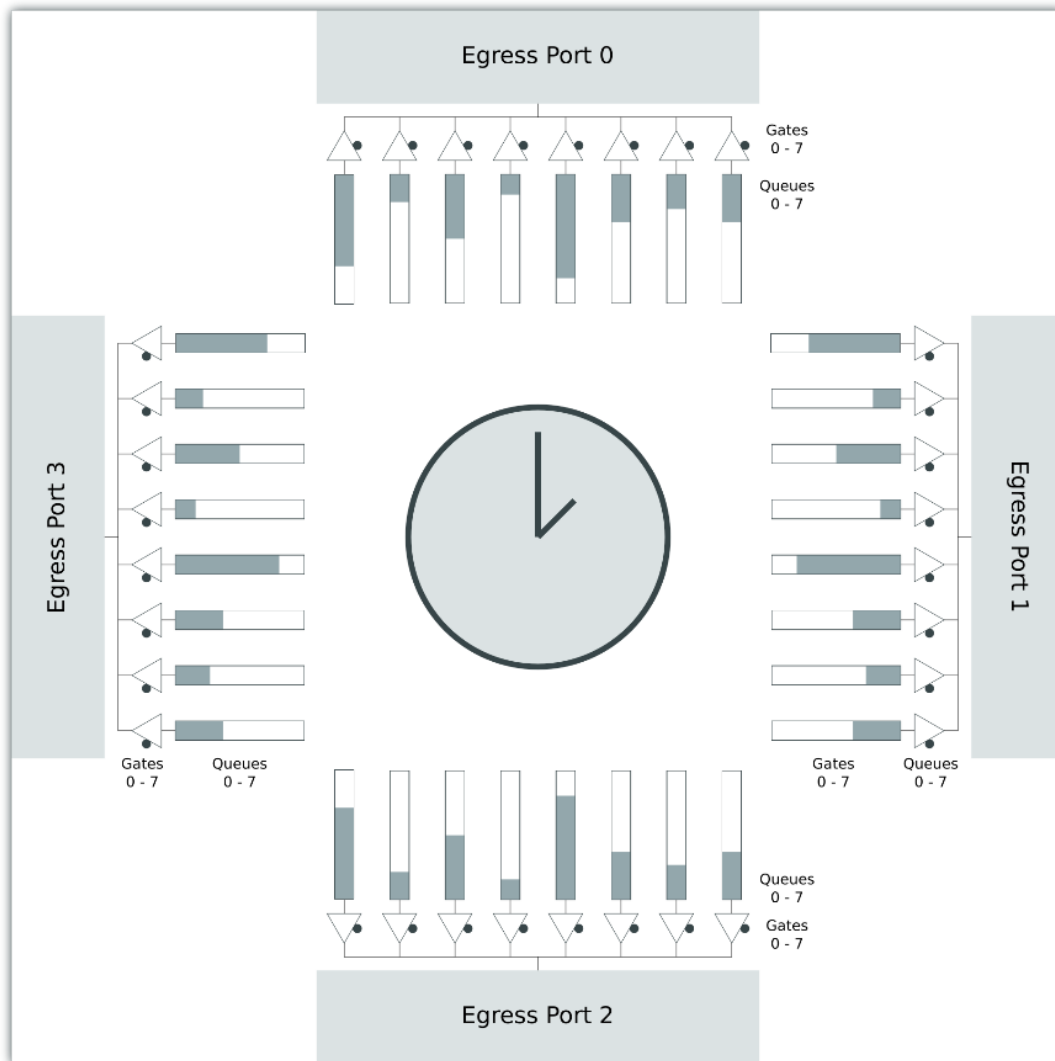 Egress Port 0
Gates
0 - 7
Queues
0 - 7
Egress Port 3
Egress Port 1
Gates
0 - 7
Queues
0 - 7
Gates
0 - 7
Queues
0 - 7
Queues
0 - 7
Gates
0 - 7
Egress Port 2